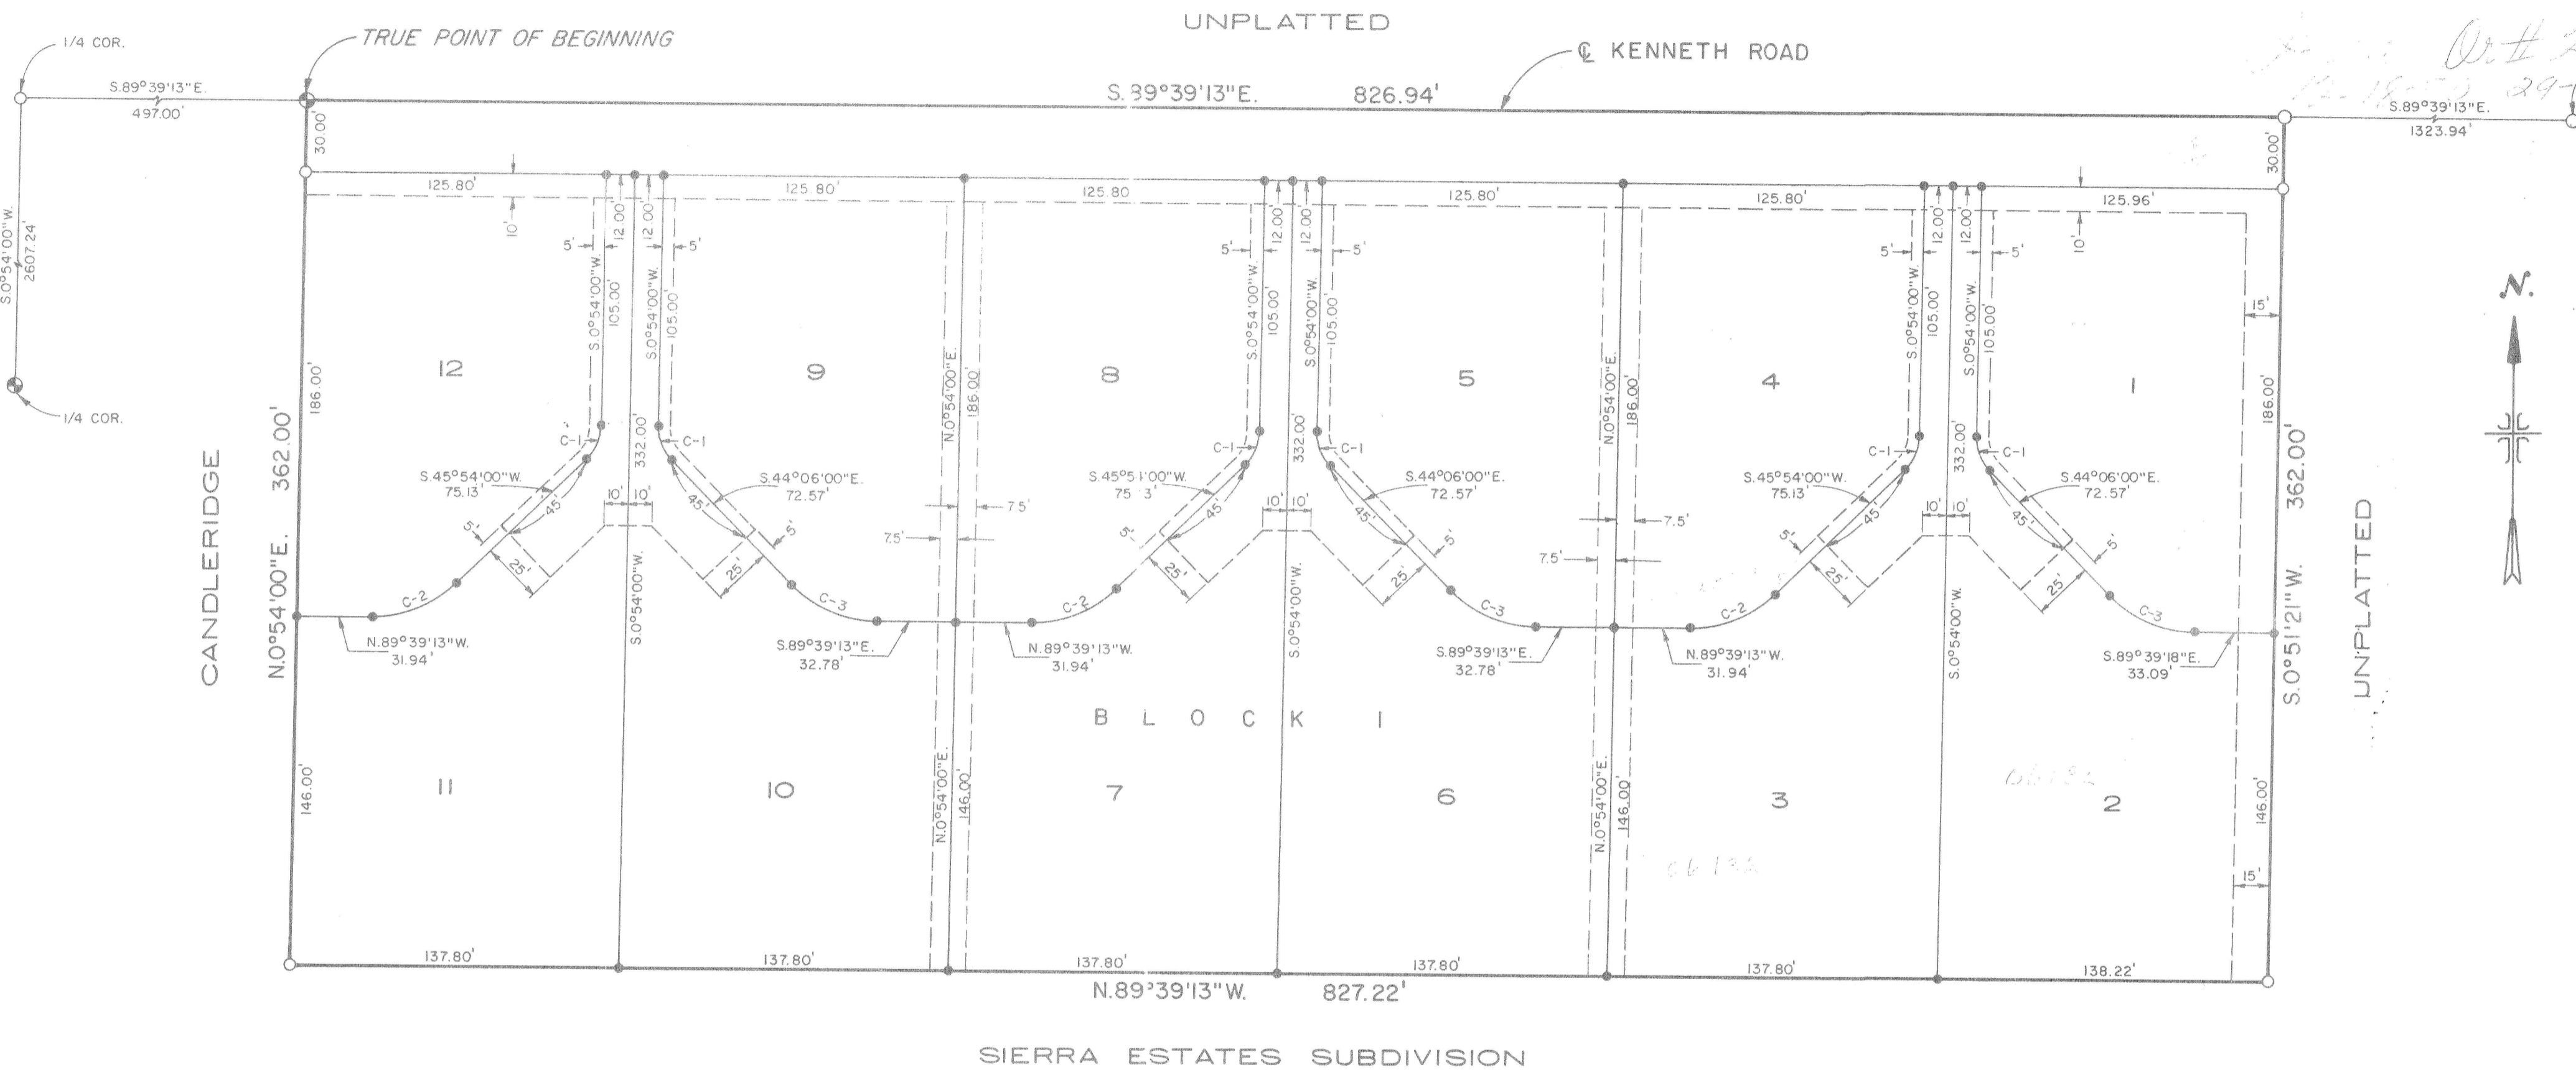 UNPLATTED
1/4 COR.
TRUE POINT OF BEGINNING
℄ KENNETH ROAD
S.89°39'13"E.
497.00'
S.89°39'13"E. 826.94'
S.89°39'13"E.
1323.94'
30.00'
30.00'
S.0°54'00"W.
2607.24'
1/4 COR.
125.80'
125.80'
125.80
125.80'
125.80'
125.96'
10'
12.00'
12.00'
12.00'
12.00'
12.00'
12.00'
10'
5'
5'
5'
5'
5'
5'
S.0°54'00"W.
105.00'
S.0°54'00"W.
105.00'
S.0°54'00"W.
105.00'
S.0°54'00"W.
105.00'
S.0°54'00"W.
105.00'
S.0°54'00"W.
105.00'
15'
N.
12
9
8
5
4
1
186.00'
N.0°54'00"E.
186.00'
N.0°54'00"E.
186.00'
186.00'
C-1
C-1
C-1
C-1
C-1
C-1
332.00'
332.00'
332.00'
S.45°54'00"W.
75.13'
S.44°06'00"E.
72.57'
S.45°54'00"W.
S.44°06'00"E.
72.57'
S.45°54'00"W.
75.13
S.44°06'00"E.
72.57'
45'
10'
10'
45'
45'
10'
10'
45'
45'
10'
10'
45'
5'
5'
5'
5'
5'
5'
25'
25'
25'
25'
25'
25'
7.5'
7.5'
7.5'
7.5'
CANDLERIDGE
N.0°54'00"E. 362.00'
S.0°51'21"W. 362.00'
UNPLATTED
C-2
C-3
C-2
C-3
C-2
C-3
S.0°54'00"W.
S.0°54'00"W.
S.0°54'00"W.
N.89°39'13"W.
31.94'
S.89°39'13"E.
32.78'
N.89°39'13"W.
31.94'
S.89°39'13"E.
32.78'
N.89°39'13"W.
31.94'
S.89°39'18"E.
33.09'
BLOCK 1
11
10
7
6
3
2
146.00'
N.0°54'00"E.
146.00'
N.0°54'00"E.
146.00'
146.00'
15'
137.80'
137.80'
137.80'
137.80'
137.80'
138.22'
N.89°39'13"W. 827.22'
SIERRA ESTATES SUBDIVISION